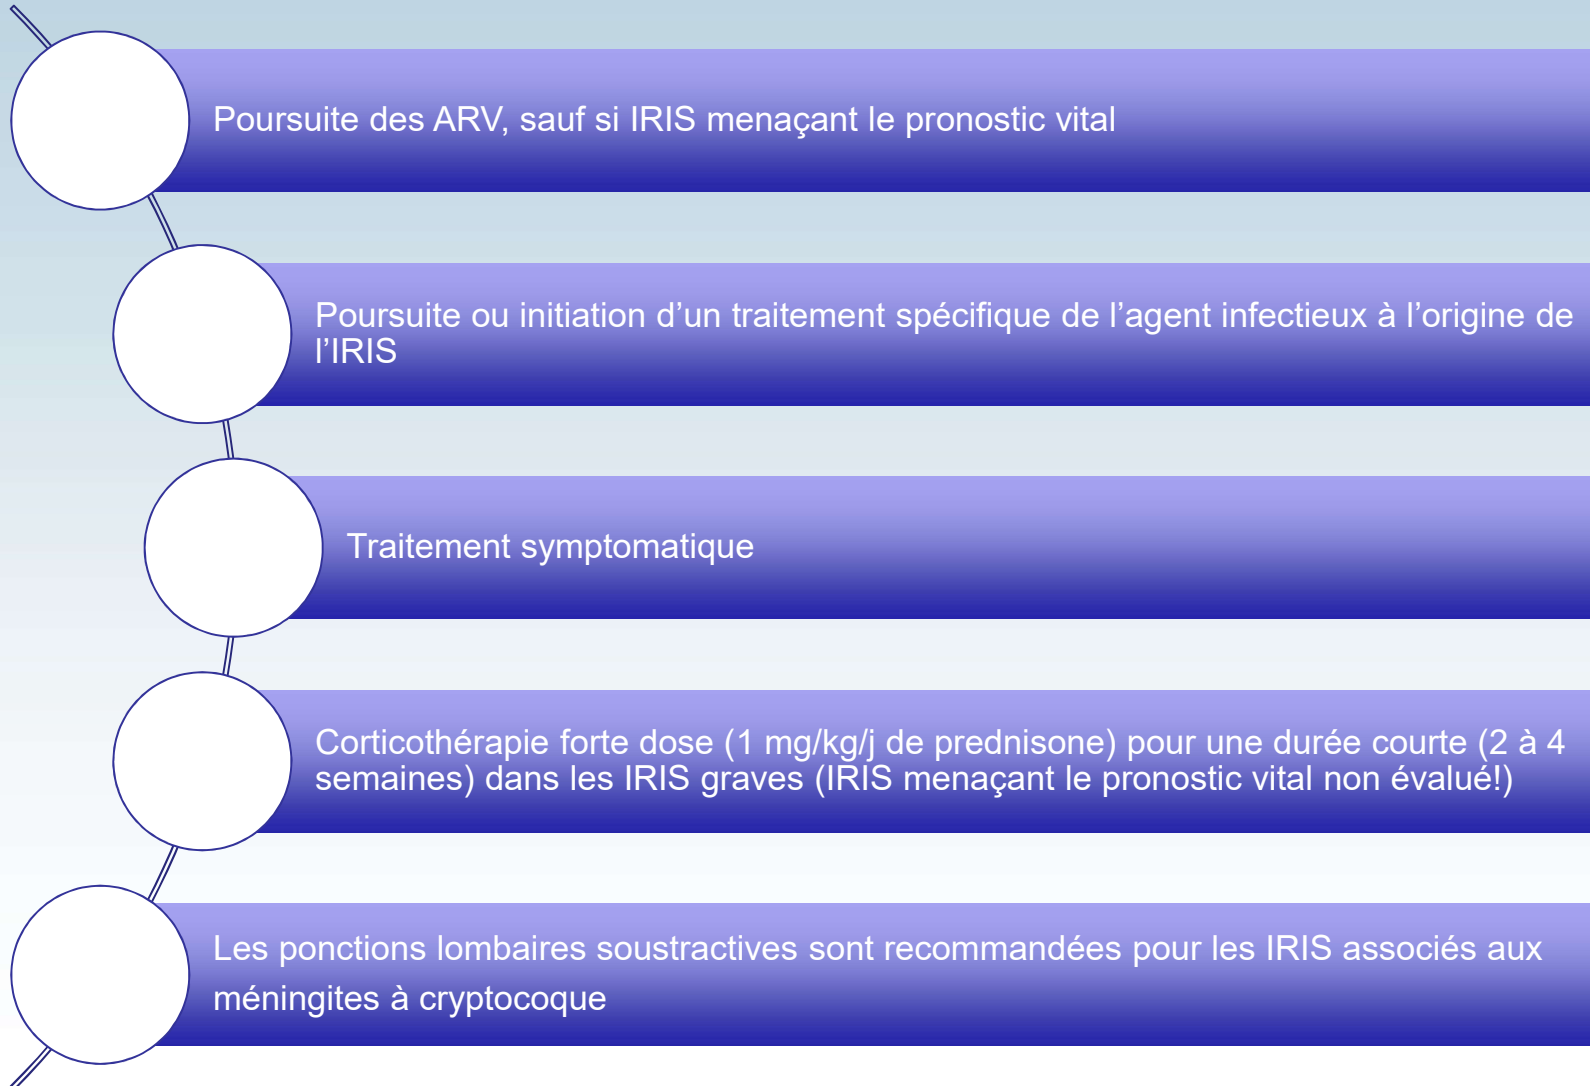 Poursuite des ARV, sauf si IRIS menaçant le pronostic vital
Poursuite ou initiation d’un traitement spécifique de l’agent infectieux à l’origine de
l’IRIS
Traitement symptomatique
Corticothérapie forte dose (1 mg/kg/j de prednisone) pour une durée courte (2 à 4
semaines) dans les IRIS graves (IRIS menaçant le pronostic vital non évalué!)
Les ponctions lombaires soustractives sont recommandées pour les IRIS associés aux
méningites à cryptocoque